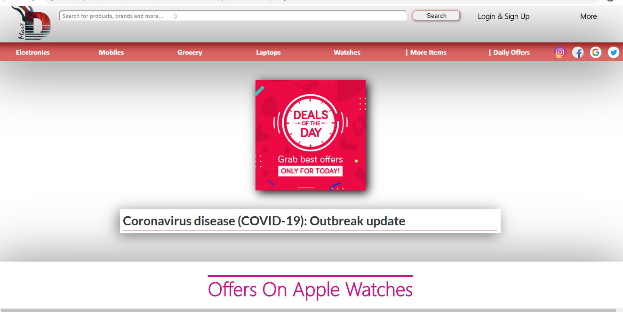 Search for products, brands and more...
Search
Login & Sign Up
More
Electronics
Mobiles
Grocery
Laptops
Watches
| More Items
| Daily Offers
DEALS
OF THE
DAY
Grab best offers
ONLY FOR TODAY!
Coronavirus disease (COVID-19): Outbreak update
Offers On Apple Watches